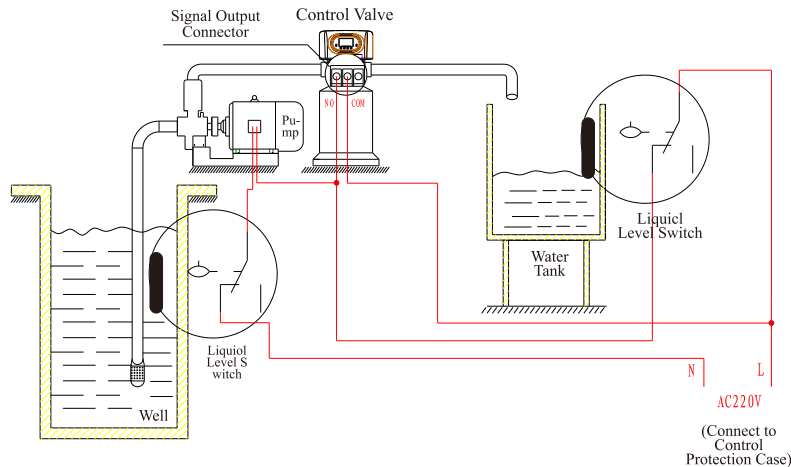 Signal Output
Connector
Control Valve
NO
COM
Pu-
mp
Liquicl
Level Switch
Water
Tank
Liquiol
Level S
witch
Well
N
L
AC220V
(Connect to
Control
Protection Case)